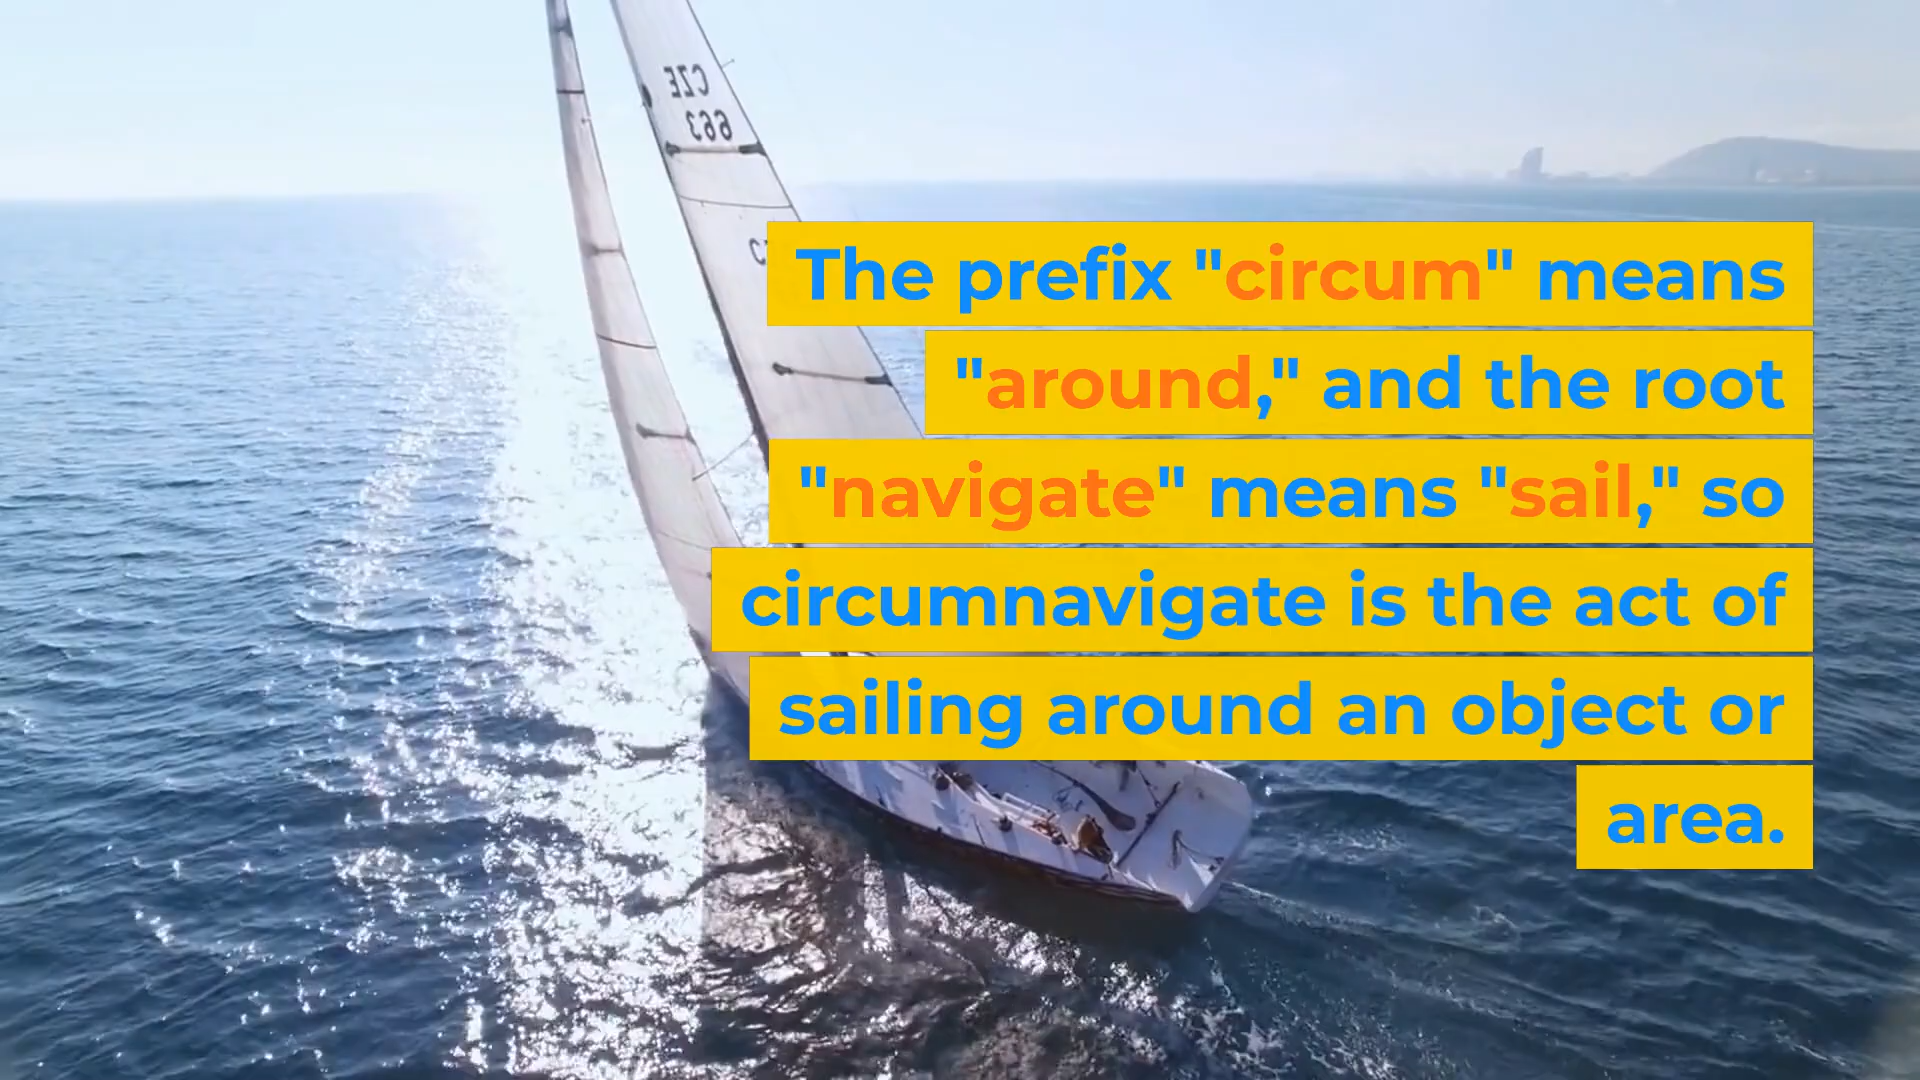 CZE
663
The prefix "circum" means
"around," and the root
"navigate" means "sail," so
circumnavigate is the act of
sailing around an object or
area.